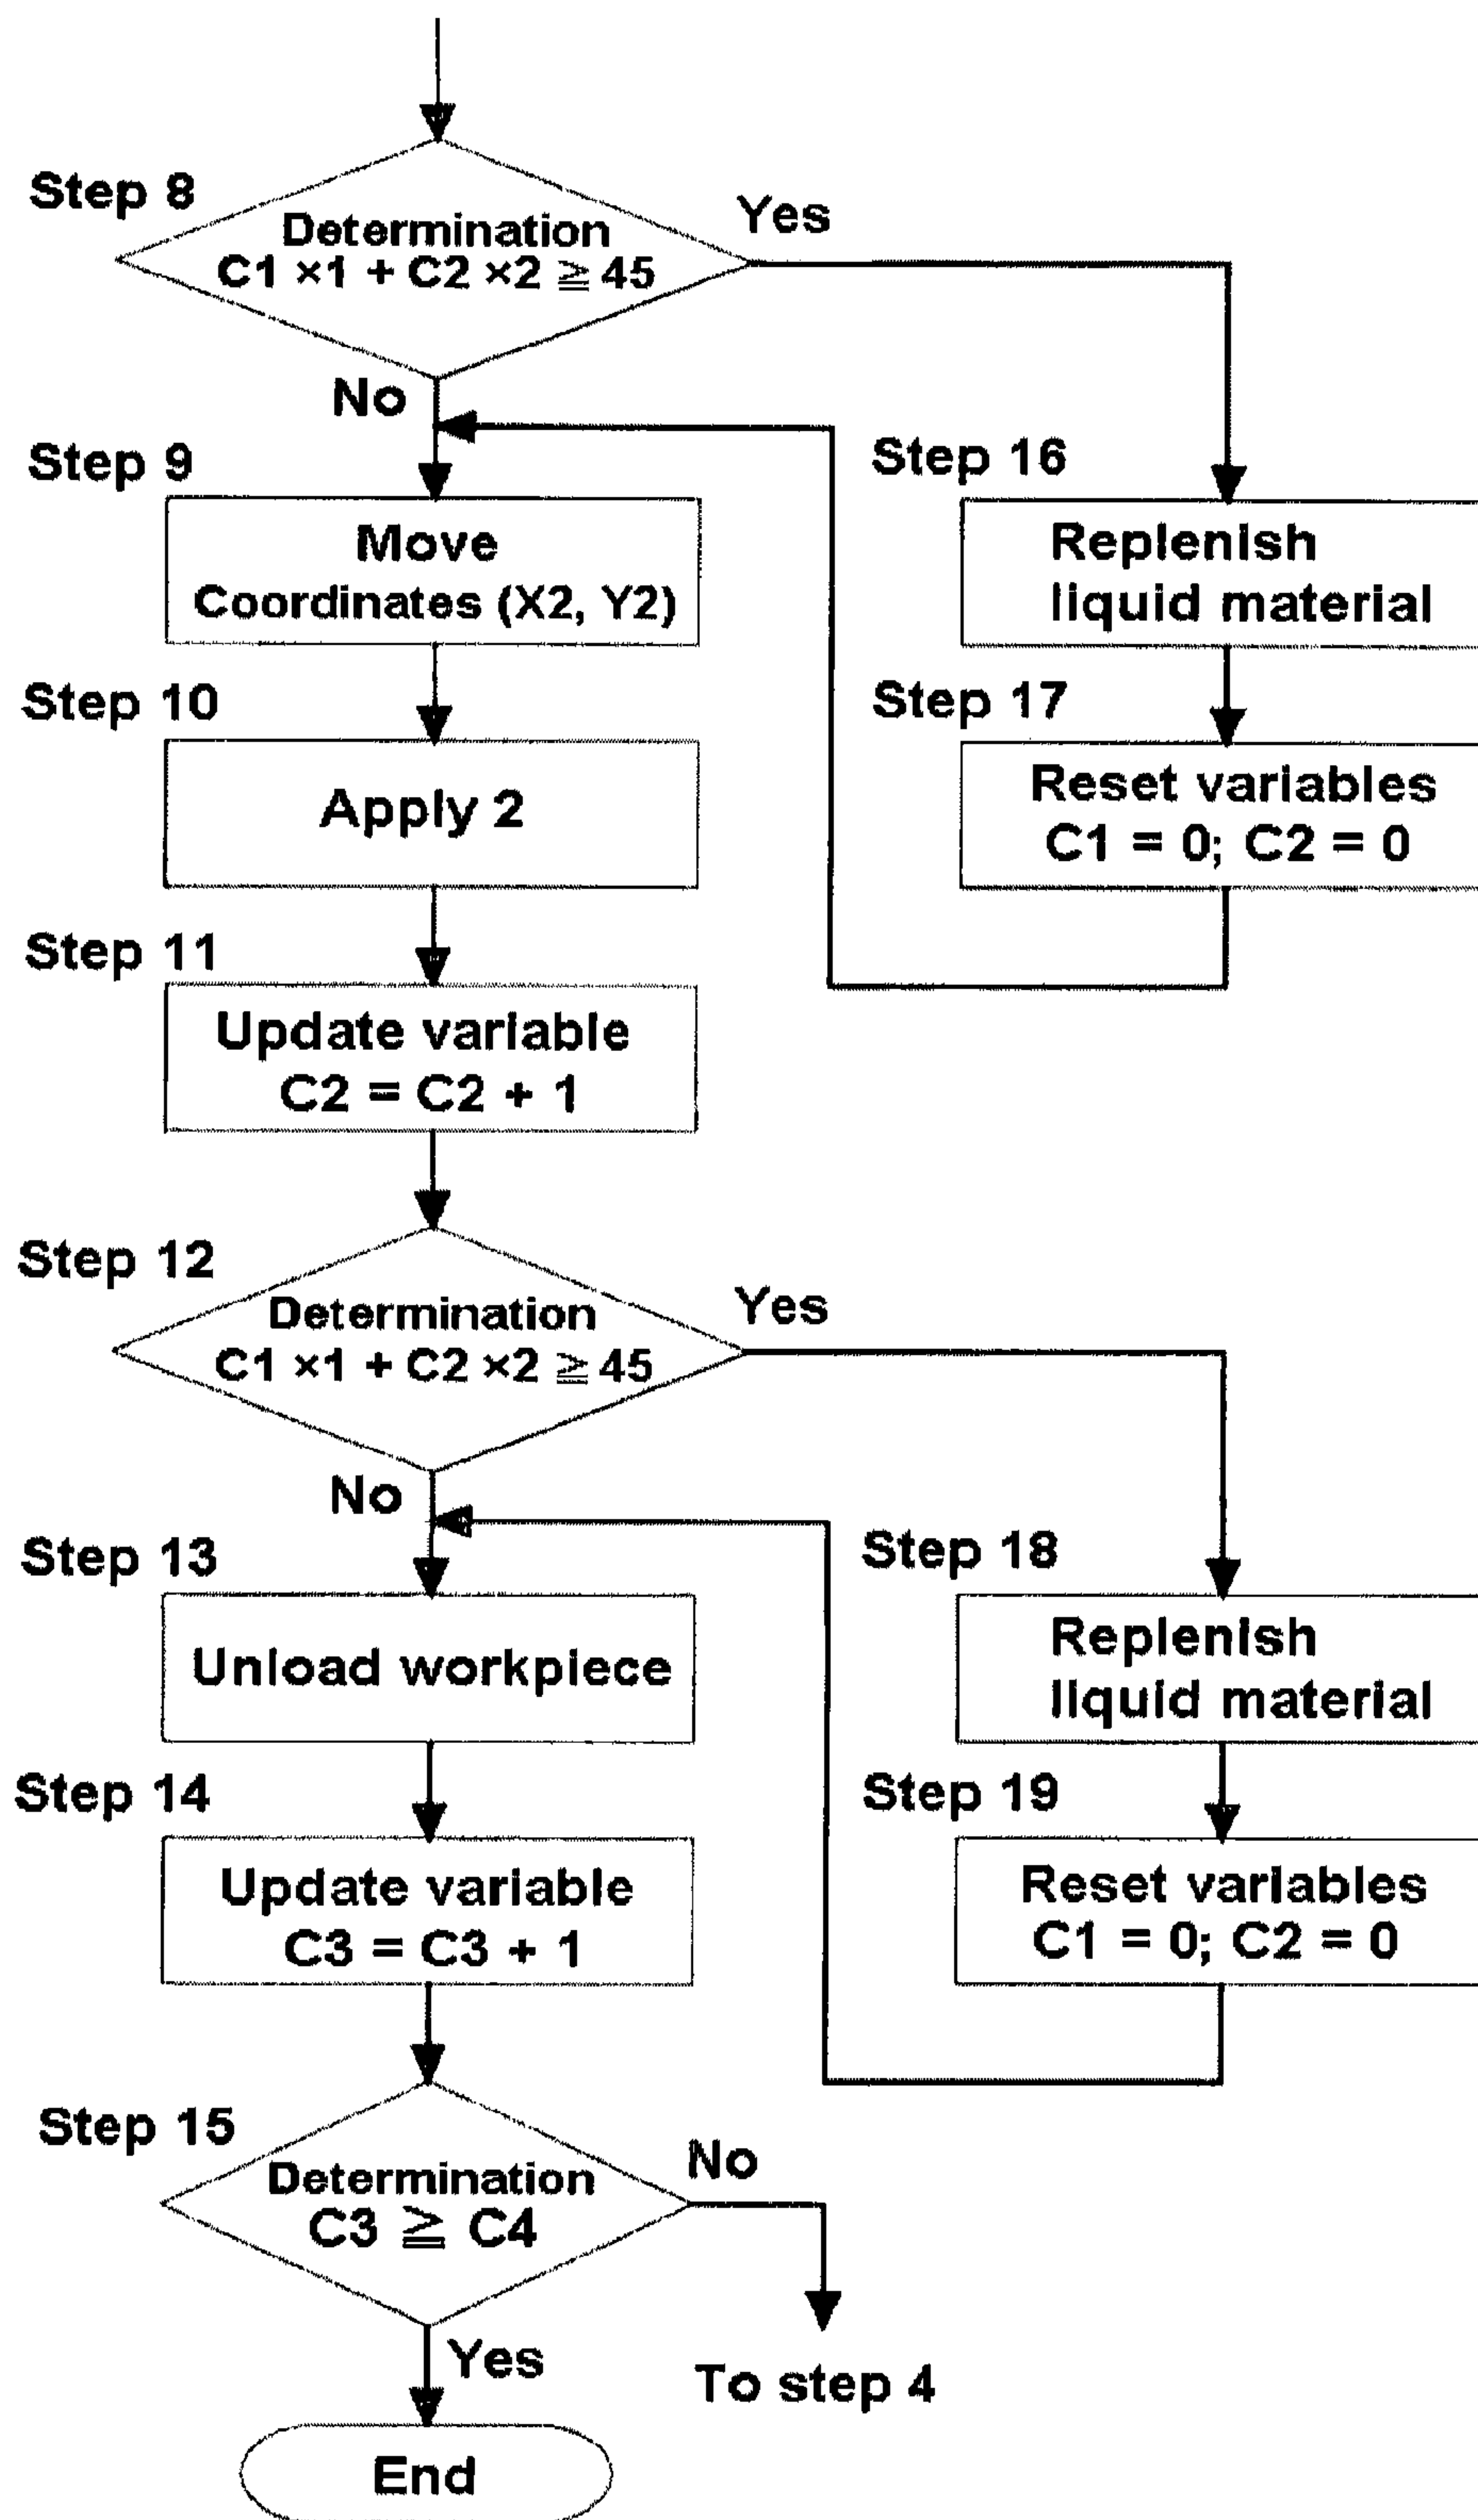 Step 8
Determination
C1 ×1 + C2 ×2 ≧ 45
Yes
No
Step 9
Move
Coordinates (X2, Y2)
Step 16
Replenish
liquid material
Step 10
Apply 2
Step 17
Reset variables
C1 = 0; C2 = 0
Step 11
Update variable
C2 = C2 + 1
Step 12
Determination
C1 ×1 + C2 ×2 ≧ 45
Yes
No
Step 13
Unload workpiece
Step 18
Replenish
liquid material
Step 14
Update variable
C3 = C3 + 1
Step 19
Reset variables
C1 = 0; C2 = 0
Step 15
Determination
C3 ≧ C4
No
Yes
To step 4
End